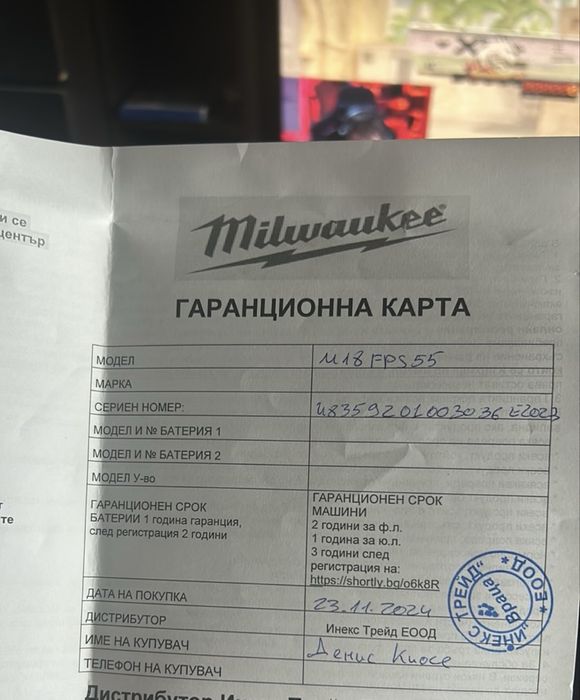 и се
център
те
Milwaukee
ГАРАНЦИОННА КАРТА
МОДЕЛ M18 FPS55
МАРКА
СЕРИЕН НОМЕР: 48359201003036 E2023
МОДЕЛ И № БАТЕРИЯ 1
МОДЕЛ И № БАТЕРИЯ 2
МОДЕЛ У-во
ГАРАНЦИОНЕН СРОК
БАТЕРИИ 1 година гаранция,
след регистрация 2 години
ГАРАНЦИОНЕН СРОК
МАШИНИ
2 години за ф.л.
1 година за ю.л.
3 години след
регистрация на:
https://shortly.bg/o6k8R
ДАТА НА ПОКУПКА 23.11.2024
ДИСТРИБУТОР Инекс Трейд ЕООД
ИМЕ НА КУПУВАЧ Денис Киосе
ТЕЛЕФОН НА КУПУВАЧ
"ИНЕКС ТРЕЙД" * ЕООД *
Враца
Дистрибутор